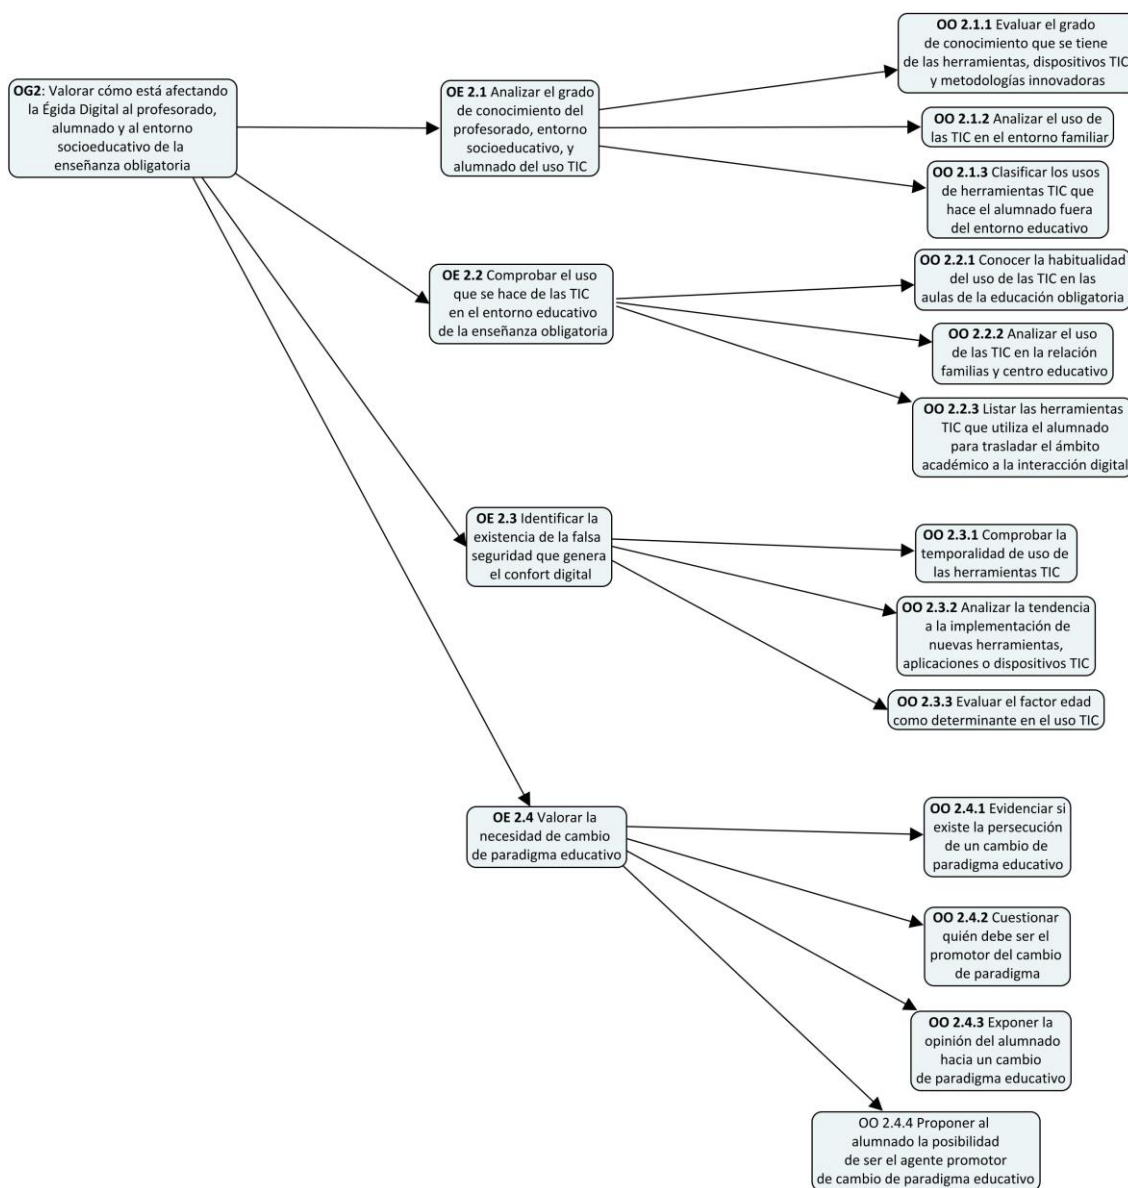 OG2: Valorar cómo está afectando
la Égida Digital al profesorado,
alumnado y al entorno
socioeducativo de la
enseñanza obligatoria
OE 2.1 Analizar el grado
de conocimiento del
profesorado, entorno
socioeducativo, y
alumnado del uso TIC
OO 2.1.1 Evaluar el grado
de conocimiento que se tiene
de las herramientas, dispositivos TIC
y metodologías innovadoras
OO 2.1.2 Analizar el uso de
las TIC en el entorno familiar
OO 2.1.3 Clasificar los usos
de herramientas TIC que
hace el alumnado fuera
del entorno educativo
OE 2.2 Comprobar el uso
que se hace de las TIC
en el entorno educativo
de la enseñanza obligatoria
OO 2.2.1 Conocer la habitualidad
del uso de las TIC en las
aulas de la educación obligatoria
OO 2.2.2 Analizar el uso
de las TIC en la relación
familias y centro educativo
OO 2.2.3 Listar las herramientas
TIC que utiliza el alumnado
para trasladar el ámbito
académico a la interacción digital
OE 2.3 Identificar la
existencia de la falsa
seguridad que genera
el confort digital
OO 2.3.1 Comprobar la
temporalidad de uso de
las herramientas TIC
OO 2.3.2 Analizar la tendencia
a la implementación de
nuevas herramientas,
aplicaciones o dispositivos TIC
OO 2.3.3 Evaluar el factor edad
como determinante en el uso TIC
OE 2.4 Valorar la
necesidad de cambio
de paradigma educativo
OO 2.4.1 Evidenciar si
existe la persecución
de un cambio de
paradigma educativo
OO 2.4.2 Cuestionar
quién debe ser el
promotor del cambio
de paradigma
OO 2.4.3 Exponer la
opinión del alumnado
hacia un cambio
de paradigma educativo
OO 2.4.4 Proponer al
alumnado la posibilidad
de ser el agente promotor
de cambio de paradigma educativo